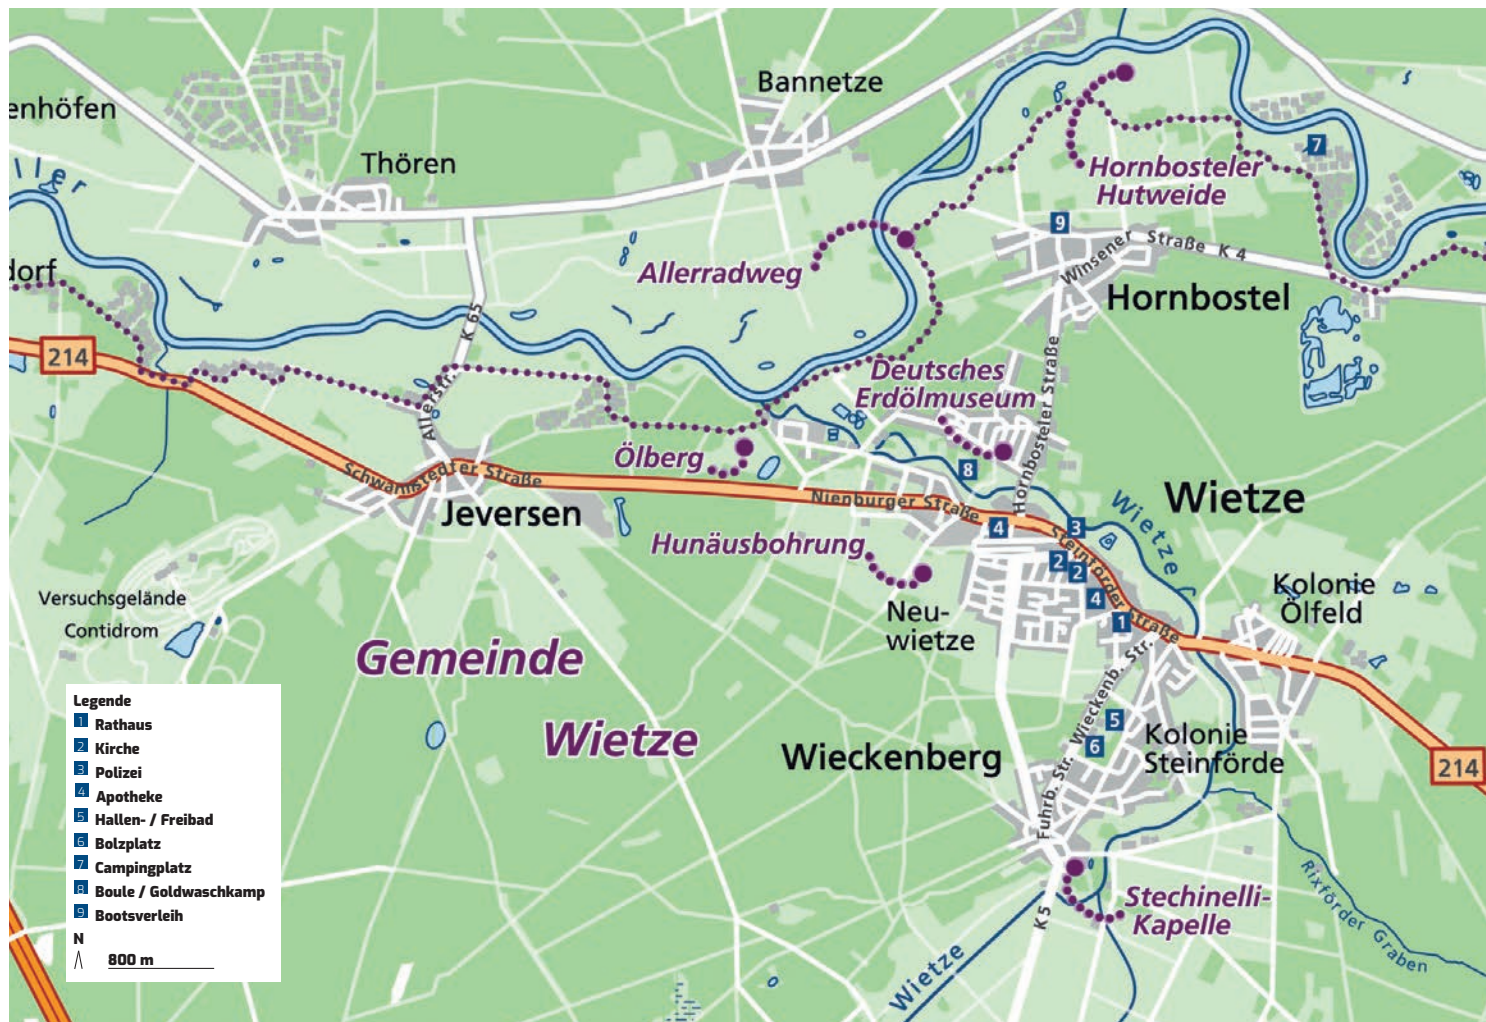 Bannetze
enhöfen
Thören
ller
7
Hornbosteler
Hutweide
9
Winsener Straße K 4
dorf
Allerradweg
Hornbostel
K 65
214
Deutsches
Erdölmuseum
Hornbosteler Straße
Allerstr.
Ölberg
8
Schwarmstedter Straße
Nienburger Straße
Wietze
Wietze
Jeversen
4
3
Hunäusbohrung
Steinförder Straße
2
2
Kolonie
Ölfeld
Versuchsgelände
Contidrom
4
Neu-
wietze
1
Gemeinde
Wietze
Wieckenb. Str.
5
6
Kolonie
Steinförde
Wieckenberg
214
Fuhrb. Str.
Legende
1 Rathaus
2 Kirche
3 Polizei
4 Apotheke
5 Hallen- / Freibad
6 Bolzplatz
7 Campingplatz
8 Boule / Goldwaschkamp
9 Bootsverleih
N
800 m
Stechinelli-
Kapelle
K 5
Rixförder Graben
Wietze